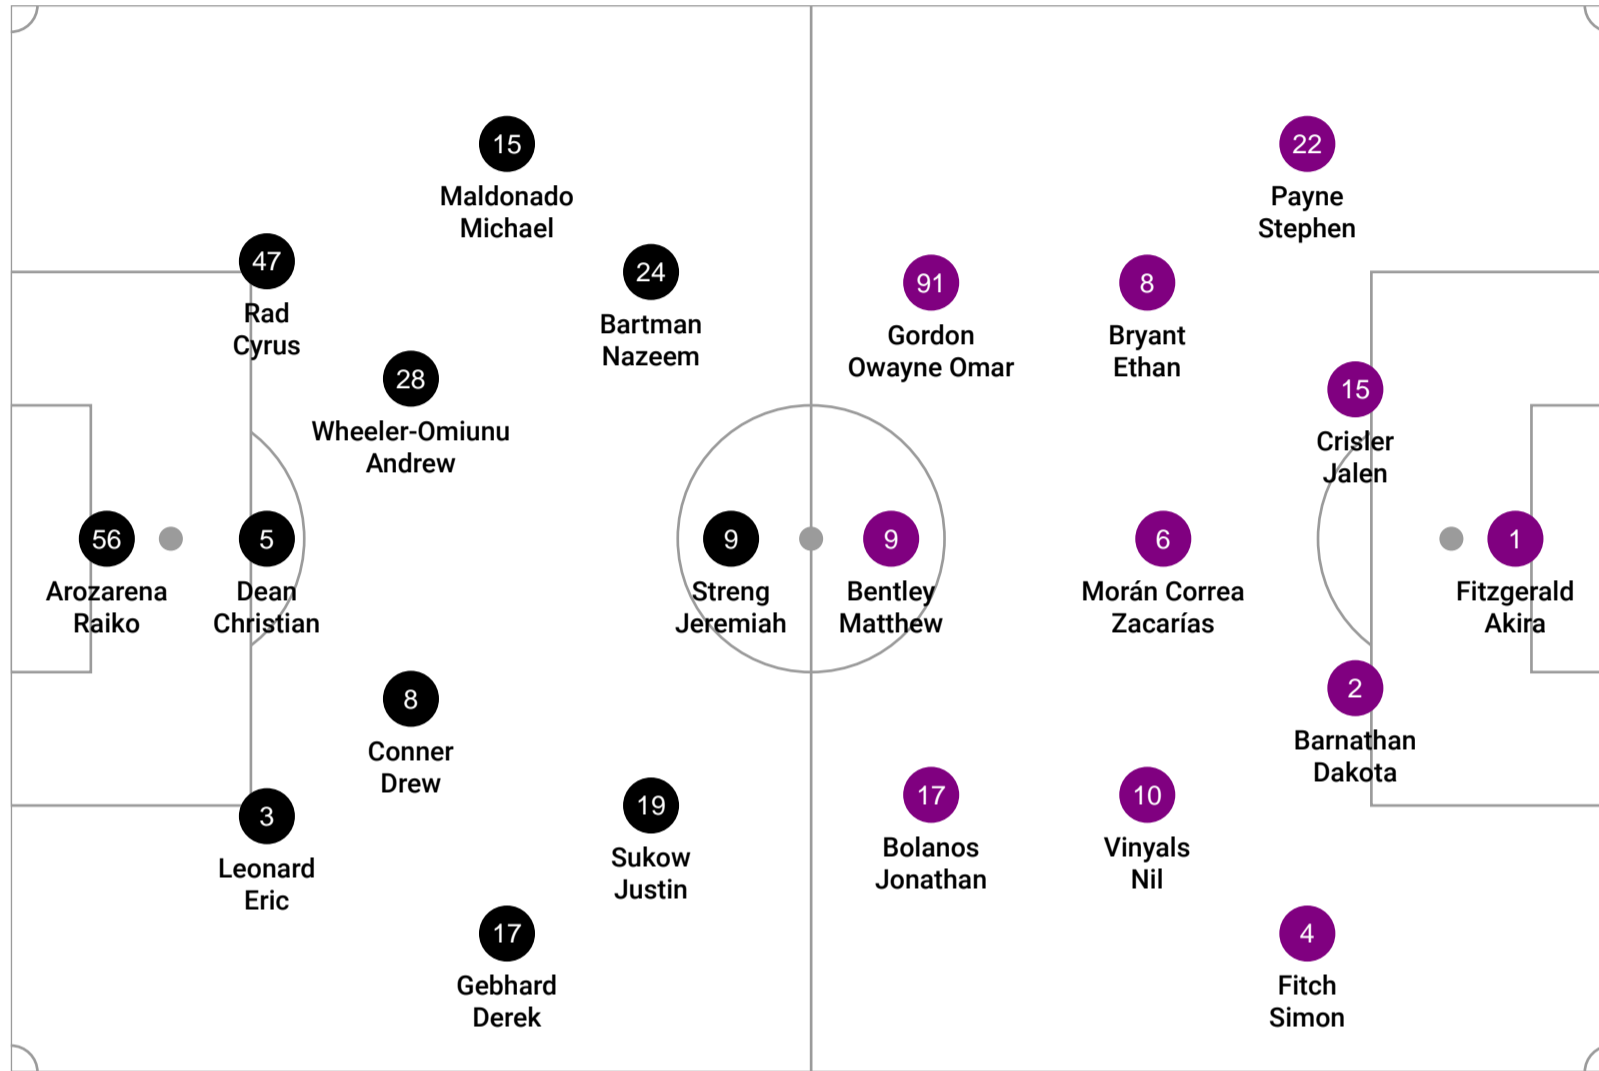 15
Maldonado
Michael
22
Payne
Stephen
47
Rad
Cyrus
24
Bartman
Nazeem
91
Gordon
Owayne Omar
8
Bryant
Ethan
28
Wheeler-Omiunu
Andrew
15
Crisler
Jalen
56
Arozarena
Raiko
5
Dean
Christian
9
Streng
Jeremiah
9
Bentley
Matthew
6
Morán Correa
Zacarías
1
Fitzgerald
Akira
8
Conner
Drew
2
Barnathan
Dakota
3
Leonard
Eric
19
Sukow
Justin
17
Bolanos
Jonathan
10
Vinyals
Nil
17
Gebhard
Derek
4
Fitch
Simon